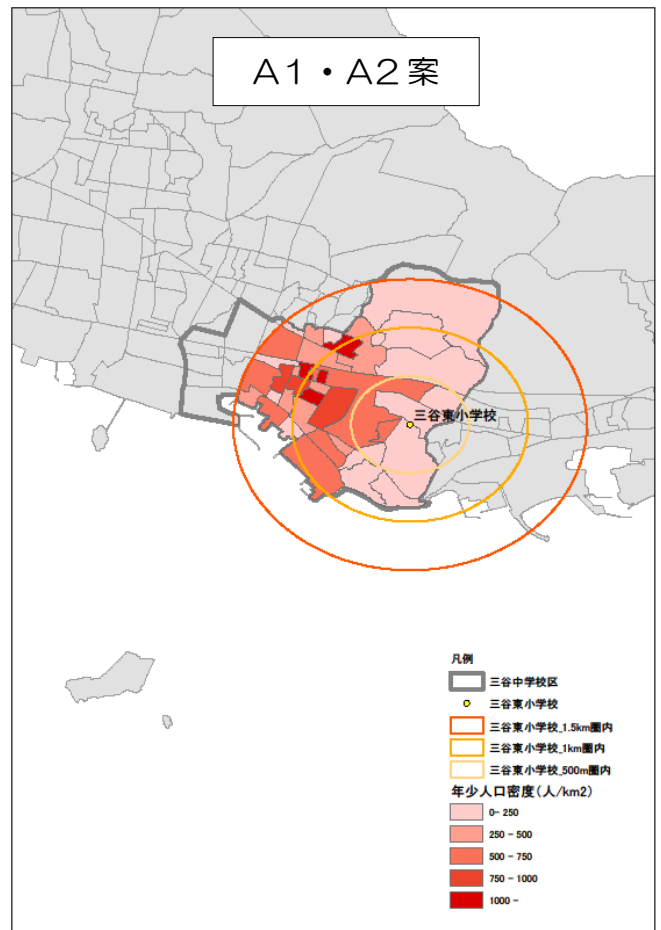 A1・A2案
三谷東小学校
凡例
三谷中学校区
三谷東小学校
三谷東小学校_1.5km圏内
三谷東小学校_1km圏内
三谷東小学校_500m圏内
年少人口密度(人/km2)
0- 250
250 - 500
500 - 750
750 - 1000
1000 -